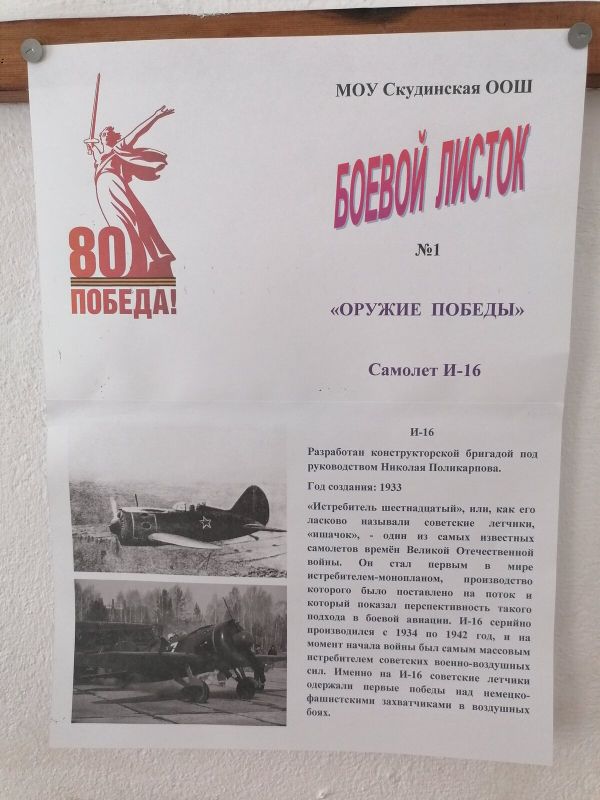 МОУ Скудинская ООШ
БОЕВОЙ ЛИСТОК
№1
80
ПОБЕДА!
«ОРУЖИЕ ПОБЕДЫ»
Самолет И-16
И-16
Разработан конструкторской бригадой под
руководством Николая Поликарпова.
Год создания: 1933
«Истребитель шестнадцатый», или, как его
ласково называли советские летчики,
«ишачок», - один из самых известных
самолетов времён Великой Отечественной
войны. Он стал первым в мире
истребителем-монопланом, производство
которого было поставлено на поток и
который показал перспективность такого
подхода в боевой авиации. И-16 серийно
производился с 1934 по 1942 год, и на
момент начала войны был самым массовым
истребителем советских военно-воздушных
сил. Именно на И-16 советские летчики
одержали первые победы над немецко-
фашистскими захватчиками в воздушных
боях.